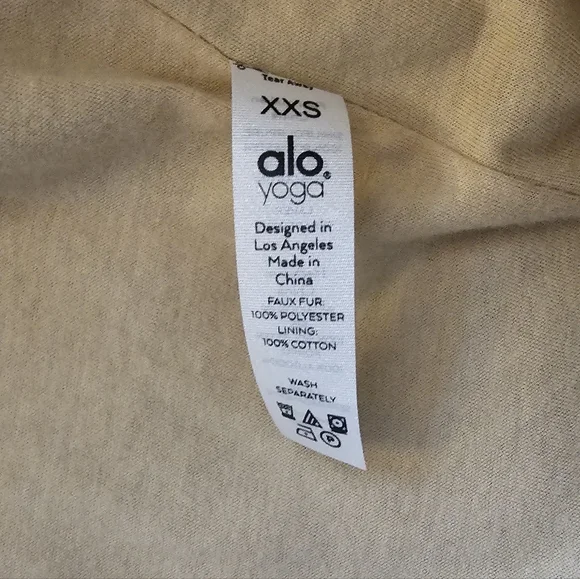 Tear Away
XXS
alo®
yoga
Designed in
Los Angeles
Made in
China
FAUX FUR:
100% POLYESTER
LINING:
100% COTTON
WASH
SEPARATELY
P